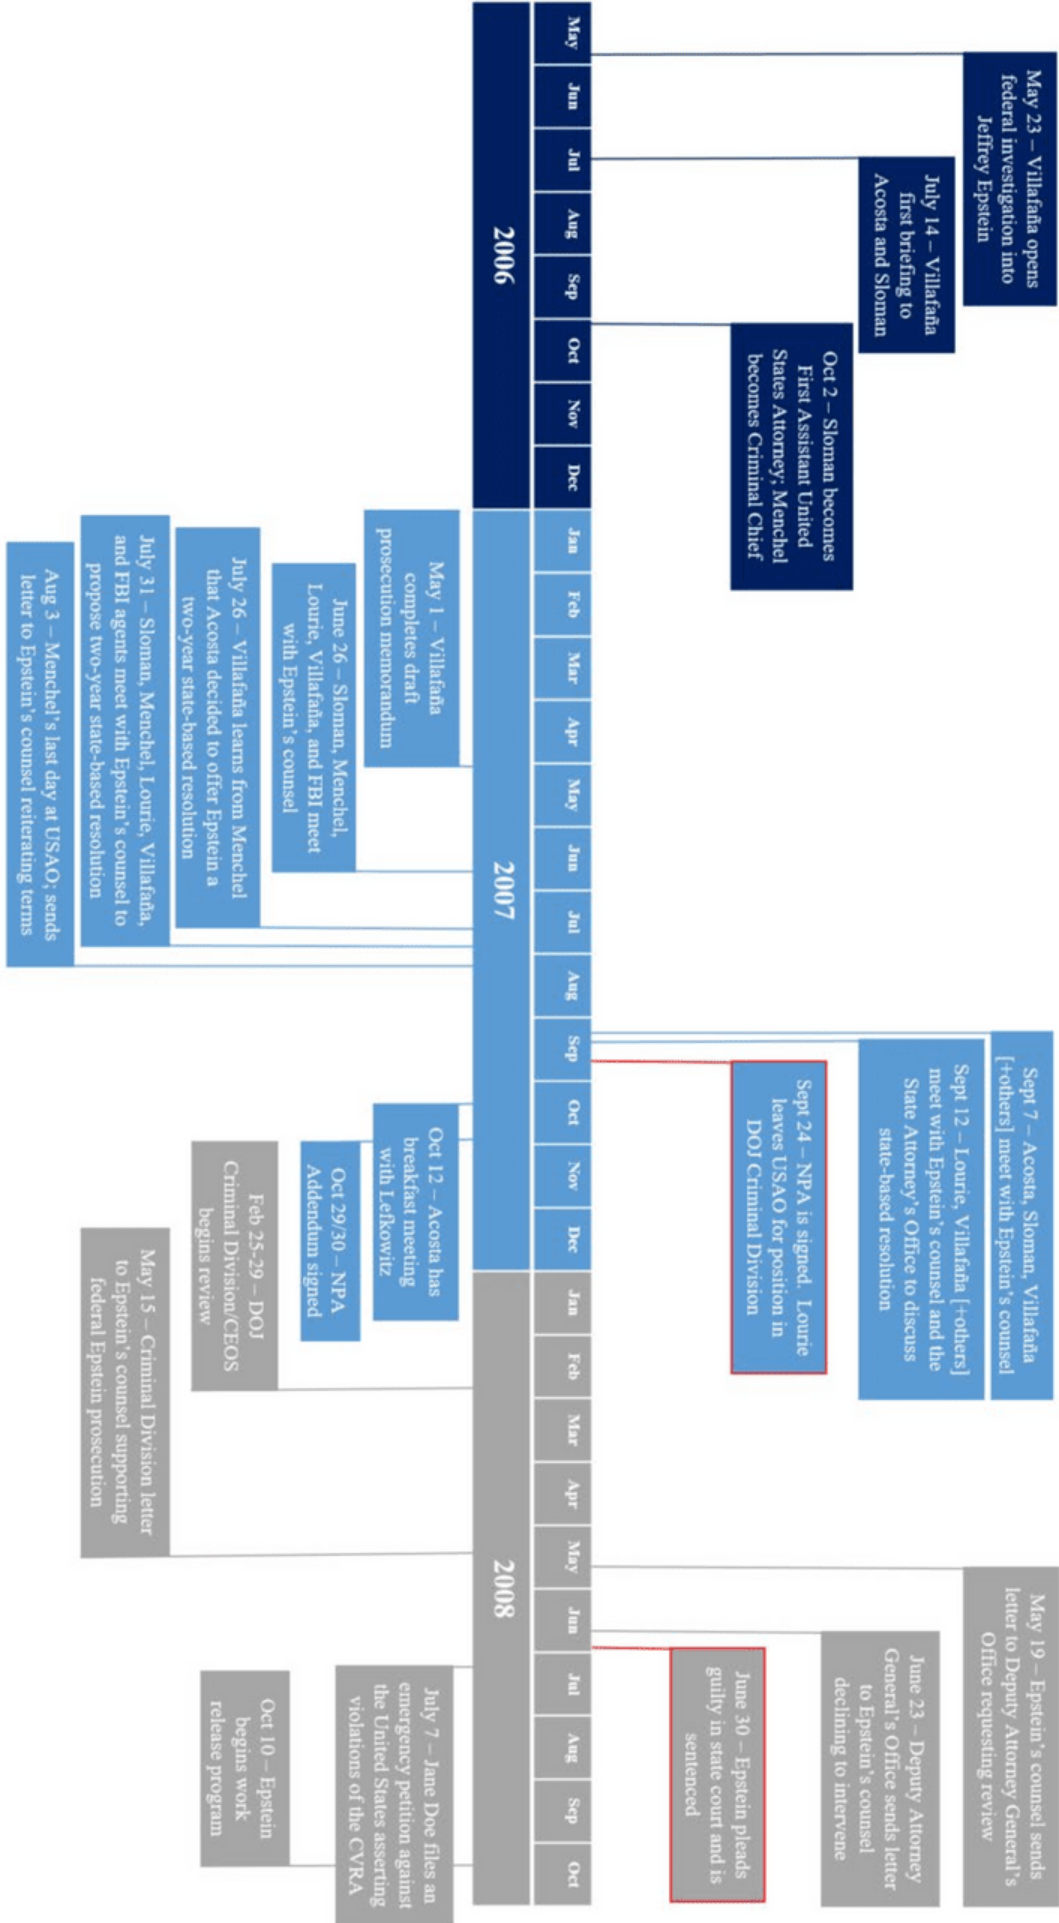 May 23 – Villafaña opens
federal investigation into
Jeffrey Epstein
July 14 – Villafaña
first briefing to
Acosta and Sloman
Oct 2 – Sloman becomes
First Assistant United
States Attorney; Menchel
becomes Criminal Chief
Sept 7 – Acosta, Sloman, Villafaña
[+others] meet with Epstein’s counsel
Sept 12 – Lourie, Villafaña [+others]
meet with Epstein’s counsel and the
State Attorney’s Office to discuss
state-based resolution
Sept 24 – NPA is signed. Lourie
leaves USAO for position in
DOJ Criminal Division
May 19 – Epstein’s counsel sends
letter to Deputy Attorney General’s
Office requesting review
June 23 – Deputy Attorney
General’s Office sends letter
to Epstein’s counsel
declining to intervene
June 30 – Epstein pleads
guilty in state court and is
sentenced
May Jun Jul Aug Sep Oct Nov Dec Jan Feb Mar Apr May Jun Jul Aug Sep Oct Nov Dec Jan Feb Mar Apr May Jun Jul Aug Sep Oct
2006 2007 2008
May 1 – Villafaña
completes draft
prosecution memorandum
June 26 – Sloman, Menchel,
Lourie, Villafaña, and FBI meet
with Epstein’s counsel
July 26 – Villafaña learns from Menchel
that Acosta decided to offer Epstein a
two-year state-based resolution
July 31 – Sloman, Menchel, Lourie, Villafaña,
and FBI agents meet with Epstein’s counsel to
propose two-year state-based resolution
Aug 3 – Menchel’s last day at USAO; sends
letter to Epstein’s counsel reiterating terms
Oct 12 – Acosta has
breakfast meeting
with Lefkowitz
Oct 29/30 – NPA
Addendum signed
Feb 25-29 – DOJ
Criminal Division/CEOS
begins review
May 15 – Criminal Division letter
to Epstein’s counsel supporting
federal Epstein prosecution
July 7 – Jane Doe files an
emergency petition against
the United States asserting
violations of the CVRA
Oct 10 – Epstein
begins work
release program